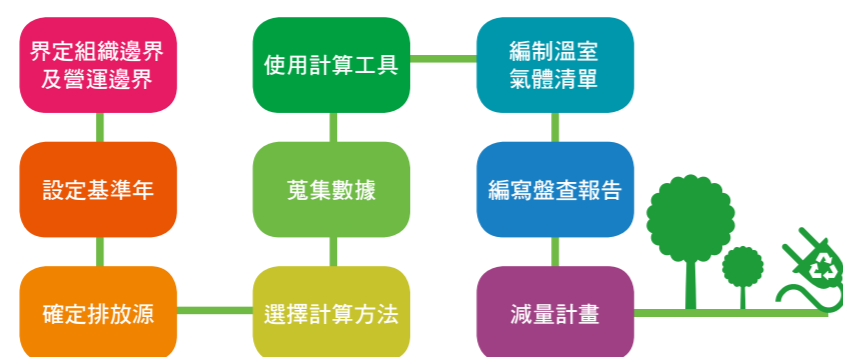 界定組織邊界
及營運邊界
設定基準年
確定排放源
選擇計算方法
蒐集數據
使用計算工具
編制溫室
氣體清單
編寫盤查報告
減量計畫